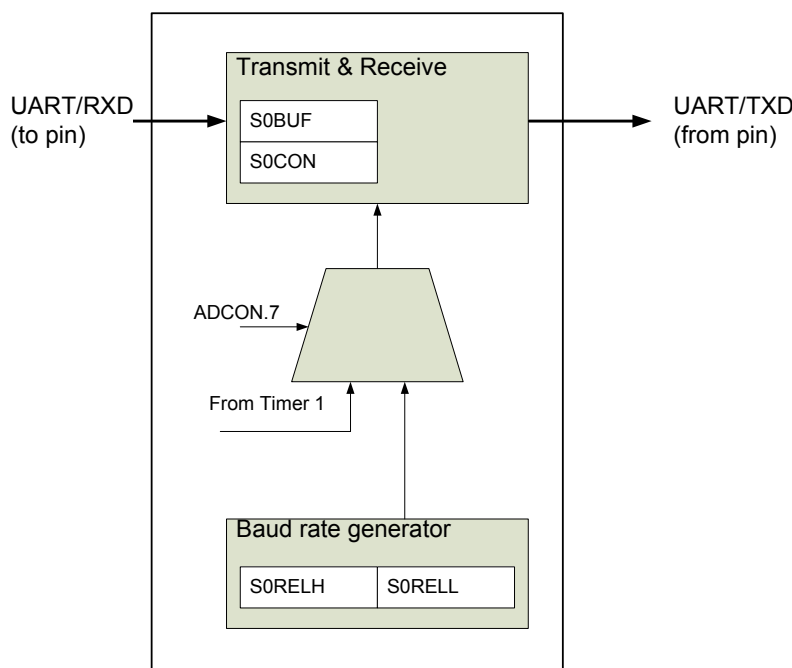 Transmit & Receive
UART/RXD
(to pin)
S0BUF
S0CON
UART/TXD
(from pin)
ADCON.7
From Timer 1
Baud rate generator
S0RELH
S0RELL